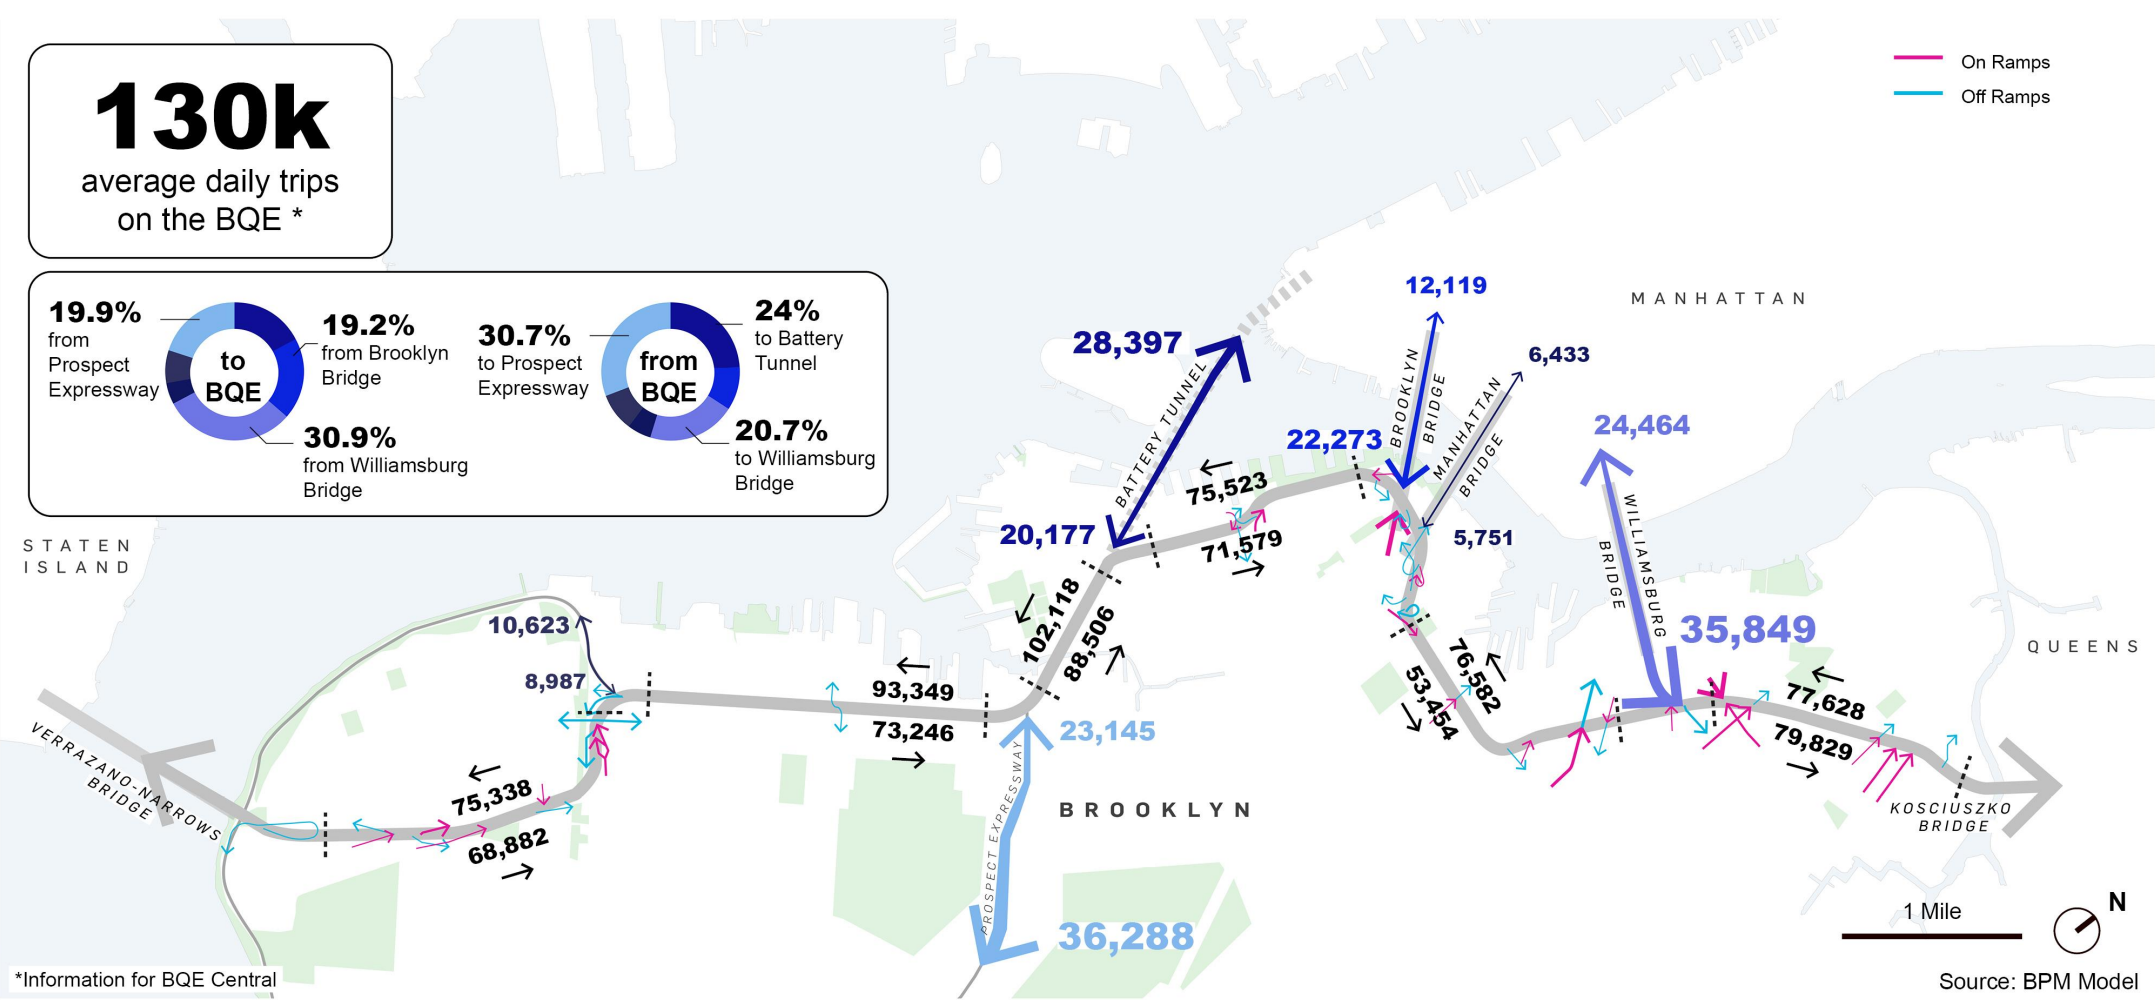 130k
average daily trips
on the BQE *
On Ramps
Off Ramps
19.9%
from
Prospect
Expressway
to
BQE
19.2%
from Brooklyn
Bridge
30.9%
from Williamsburg
Bridge
30.7%
to Prospect
Expressway
from
BQE
24%
to Battery
Tunnel
20.7%
to Williamsburg
Bridge
MANHATTAN
12,119
28,397
6,433
BROOKLYN
BRIDGE
MANHATTAN
BRIDGE
BATTERY TUNNEL
22,273
24,464
75,523
71,579
20,177
5,751
WILLIAMSBURG
BRIDGE
STATEN
ISLAND
102,118
88,506
10,623
8,987
35,849
QUEENS
76,582
53,454
93,349
73,246
23,145
77,628
79,829
VERRAZANO-NARROWS
BRIDGE
75,338
68,882
PROSPECT EXPRESSWAY
BROOKLYN
KOSCIUSZKO
BRIDGE
36,288
1 Mile
N
*Information for BQE Central
Source: BPM Model